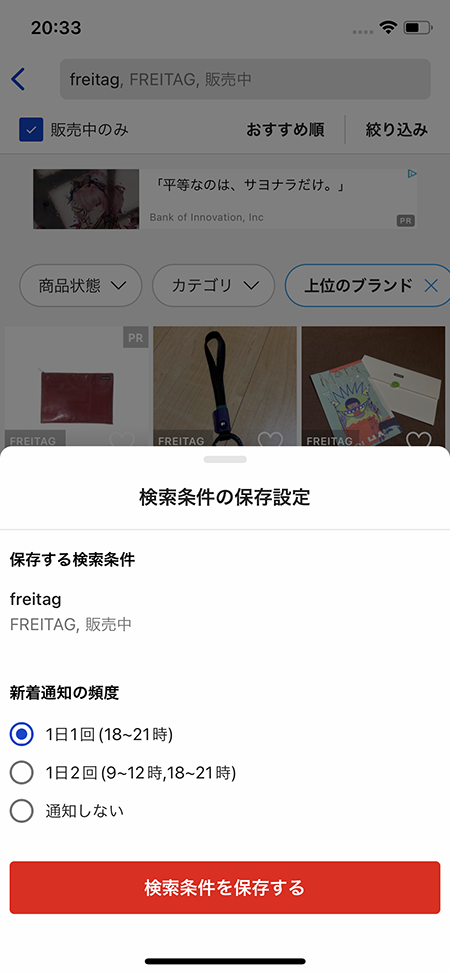 20:33
freitag, FREITAG, 販売中
販売中のみ おすすめ順 絞り込み
「平等なのは、サヨナラだけ。」
Bank of Innovation, Inc
PR
商品状態 カテゴリ 上位のブランド
PR
FREITAG FREITAG FREITAG
検索条件の保存設定
保存する検索条件
freitag
FREITAG, 販売中
新着通知の頻度
1日1回(18~21時)
1日2回(9~12時,18~21時)
通知しない
検索条件を保存する